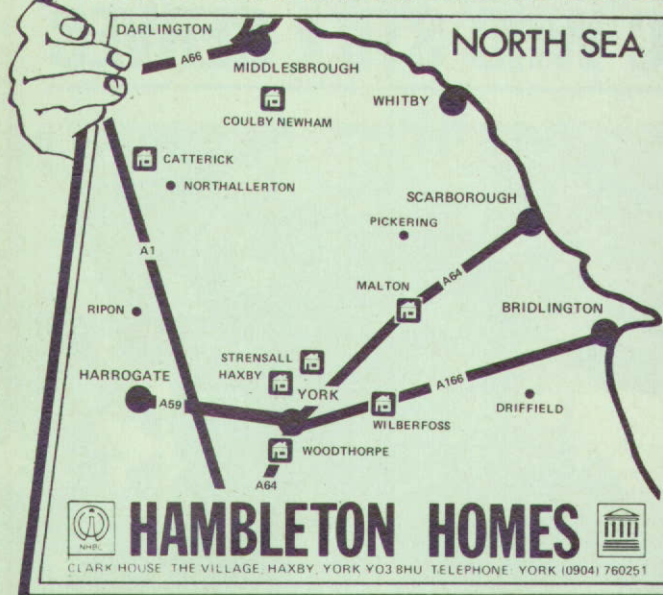 DARLINGTON
NORTH SEA
A66
MIDDLESBROUGH
WHITBY
COULBY NEWHAM
CATTERICK
NORTHALLERTON
SCARBOROUGH
PICKERING
A1
A64
MALTON
RIPON
BRIDLINGTON
STRENSALL
HARROGATE
HAXBY
YORK
A166
A59
DRIFFIELD
WILBERFOSS
WOODTHORPE
A64
NHBC
HAMBLETON HOMES
CLARK HOUSE THE VILLAGE, HAXBY, YORK YO3 8HU TELEPHONE YORK (0904) 760251